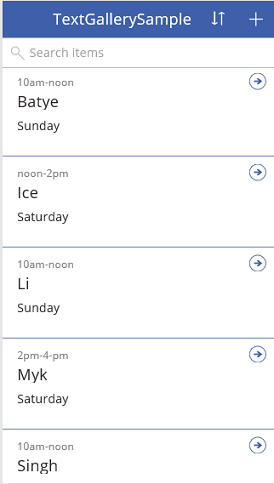 TextGallerySample
Search items
10am-noon
Batye
Sunday
noon-2pm
Ice
Saturday
10am-noon
Li
Sunday
2pm-4-pm
Myk
Saturday
10am-noon
Singh